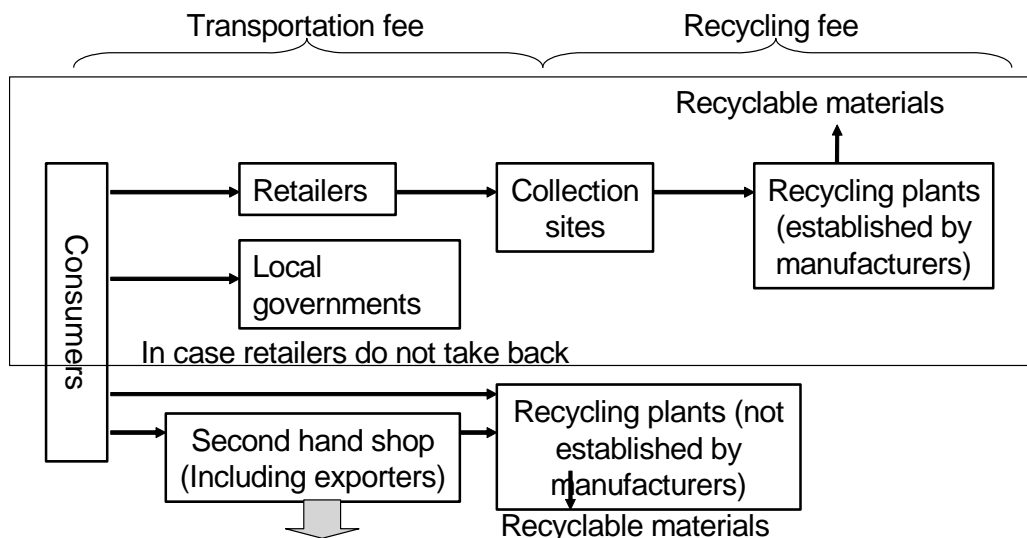 Transportation fee
Recycling fee
Recyclable materials
Consumers
Retailers
Collection
sites
Recycling plants
(established by
manufacturers)
Local
governments
In case retailers do not take back
Second hand shop
(Including exporters)
Recycling plants (not
established by
manufacturers)
Recyclable materials